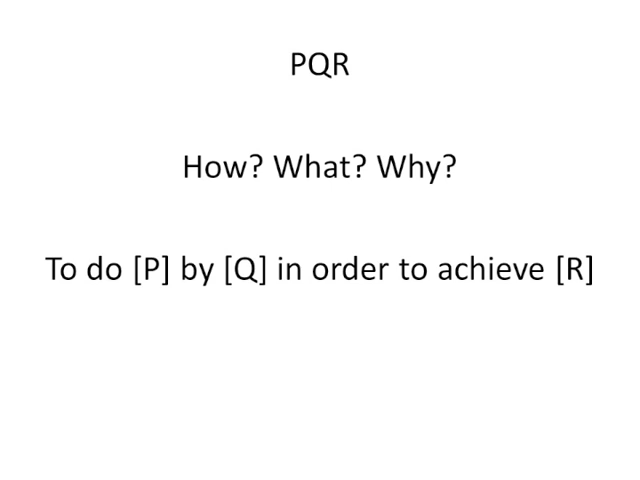 PQR
How? What? Why?
To do [P] by [Q] in order to achieve [R]